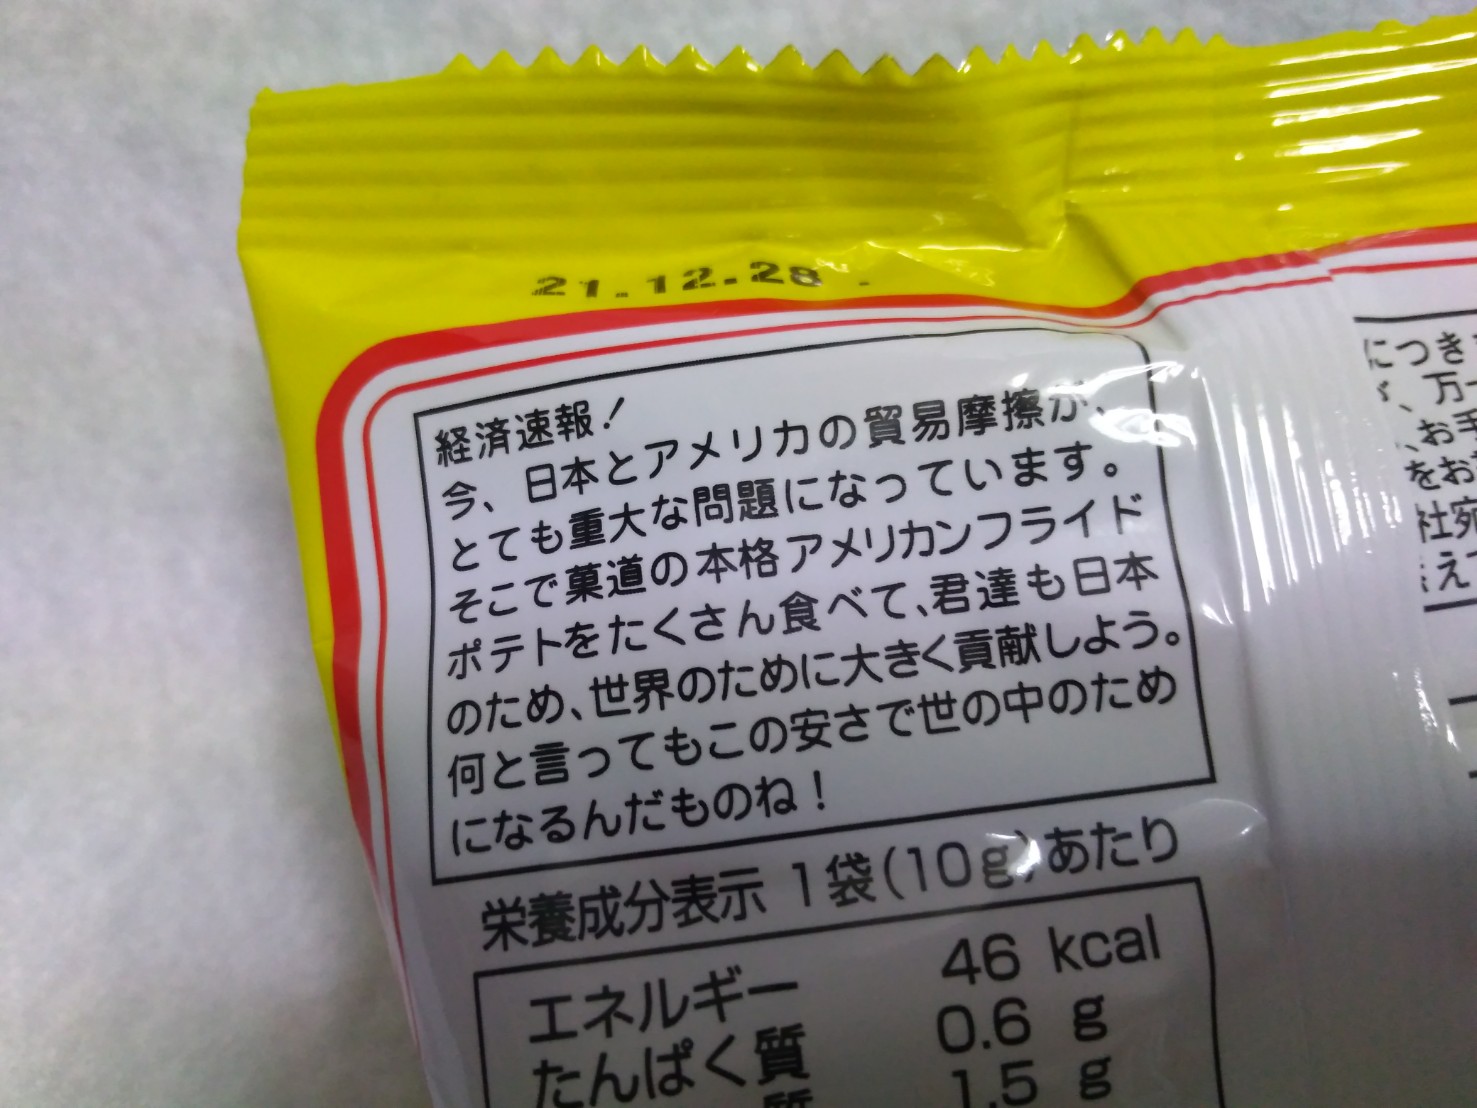 21.12.28
経済速報！
今、日本とアメリカの貿易摩擦が、
とても重大な問題になっています。
そこで菓道の本格アメリカンフライド
ポテトをたくさん食べて、君達も日本
のため、世界のために大きく貢献しよう。
何と言ってもこの安さで世の中のため
になるんだものね！
栄養成分表示 1袋(10g)あたり
エネルギー 46 kcal
たんぱく質 0.6 g
質 1.5 g
につき
、万一
、お手
をお
社宛
え